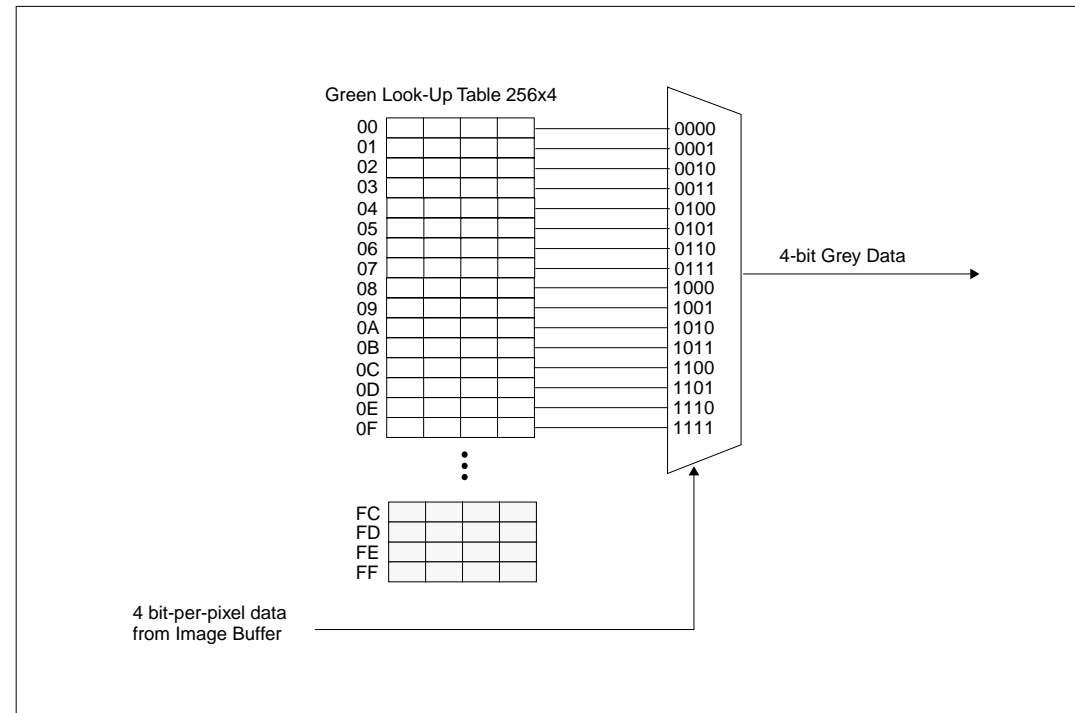 Green Look-Up Table 256x4
00
01
02
03
04
05
06
07
08
09
0A
0B
0C
0D
0E
0F
FC
FD
FE
FF
0000
0001
0010
0011
0100
0101
0110
0111
1000
1001
1010
1011
1100
1101
1110
1111
4-bit Grey Data
4 bit-per-pixel data
from Image Buffer